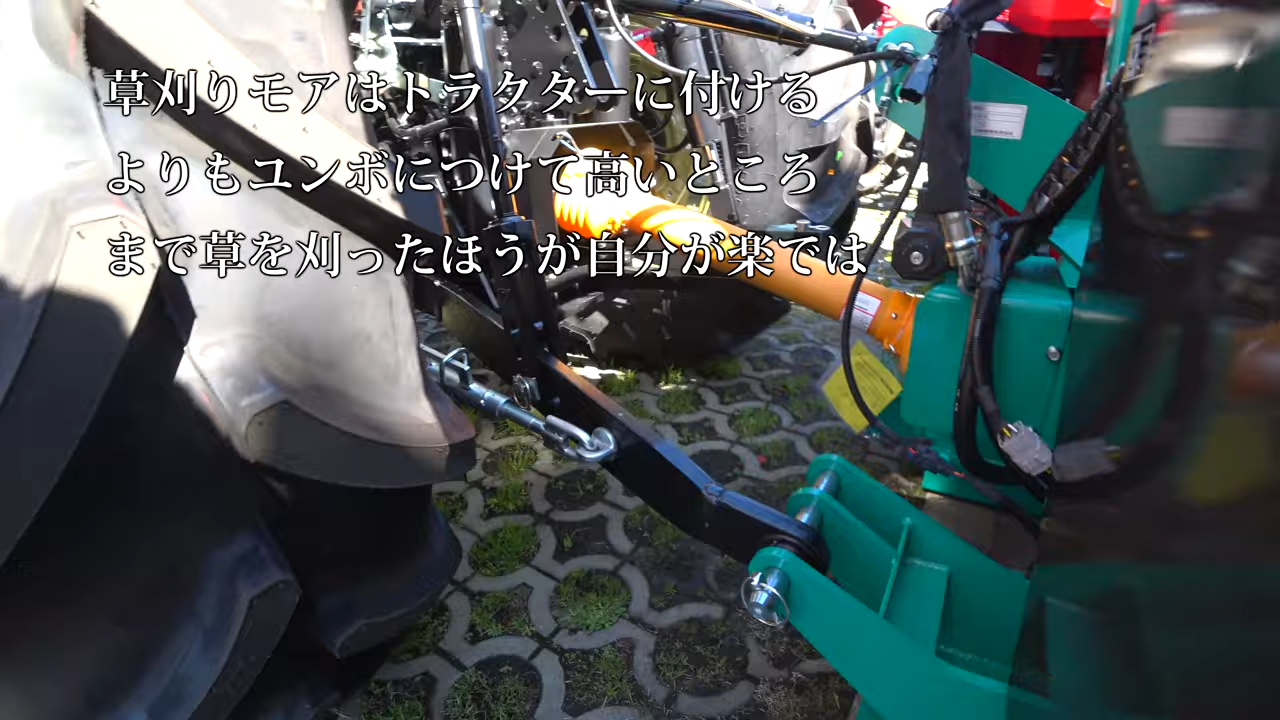 草刈りモアはトラクターに付ける
よりもユンボにつけて高いところ
まで草を刈ったほうが自分が楽では